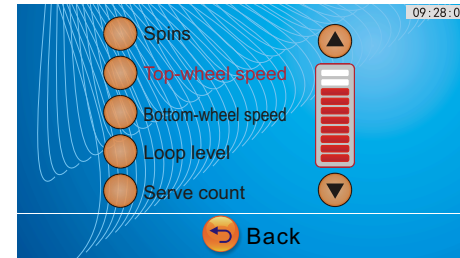 09:28:0
Spins
Top-wheel speed
Bottom-wheel speed
Loop level
Serve count
Back